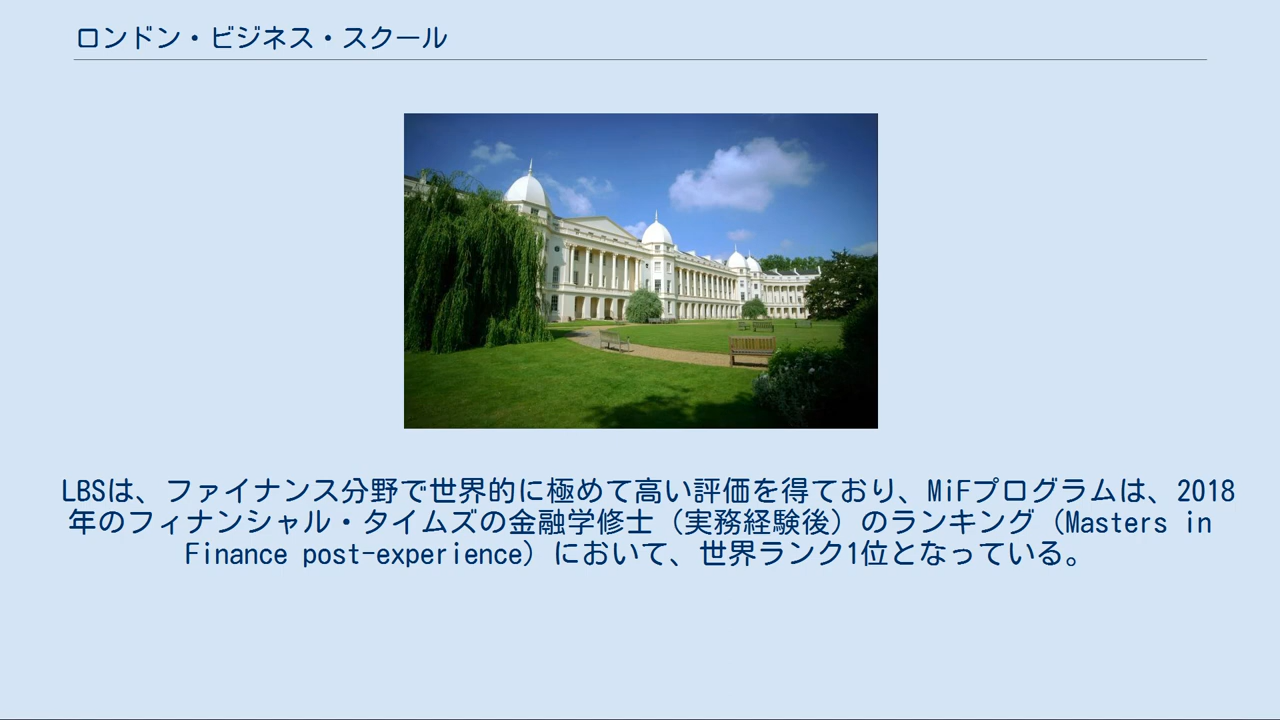 ロンドン・ビジネス・スクール
LBSは、ファイナンス分野で世界的に極めて高い評価を得ており、MiFプログラムは、2018
年のフィナンシャル・タイムズの金融学修士（実務経験後）のランキング（Masters in
Finance post-experience）において、世界ランク1位となっている。